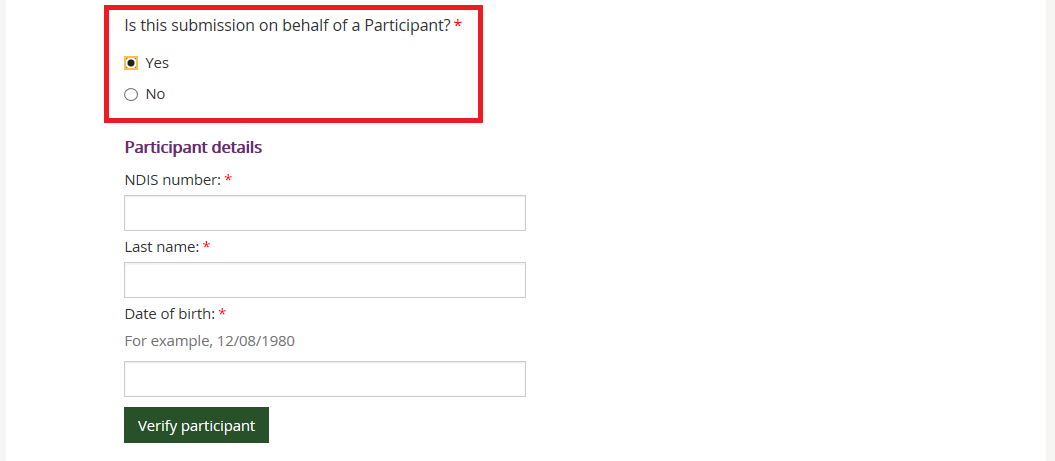 Is this submission on behalf of a Participant? *
Yes
No
Participant details
NDIS number: *
Last name: *
Date of birth: *
For example, 12/08/1980
Verify participant